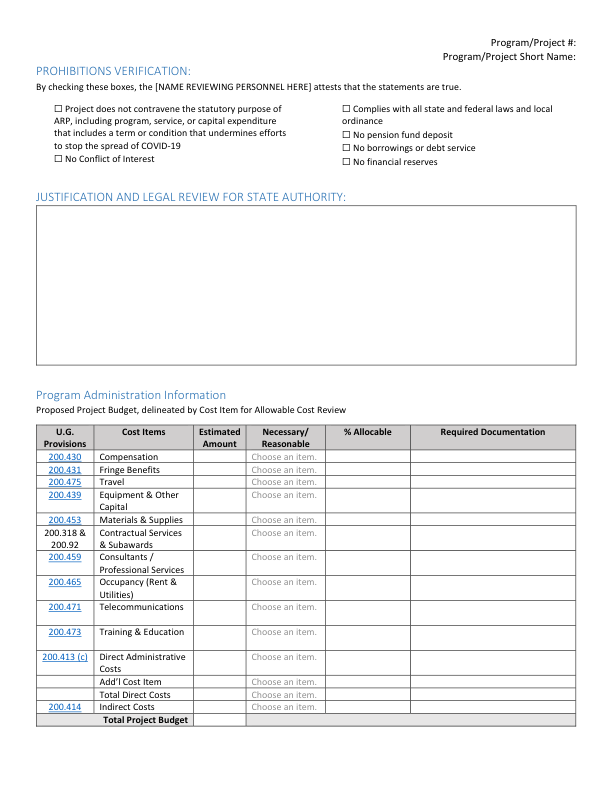 Program/Project #:
Program/Project Short Name:
PROHIBITIONS VERIFICATION:
By checking these boxes, the [NAME REVIEWING PERSONNEL HERE] attests that the statements are true.
☐ Project does not contravene the statutory purpose of
ARP, including program, service, or capital expenditure
that includes a term or condition that undermines efforts
to stop the spread of COVID-19
☐ No Conflict of Interest
☐ Complies with all state and federal laws and local
ordinance
☐ No pension fund deposit
☐ No borrowings or debt service
☐ No financial reserves
JUSTIFICATION AND LEGAL REVIEW FOR STATE AUTHORITY:
Program Administration Information
Proposed Project Budget, delineated by Cost Item for Allowable Cost Review
U.G. Provisions Cost Items Estimated Amount Necessary/ Reasonable % Allocable Required Documentation
200.430 Compensation Choose an item.
200.431 Fringe Benefits Choose an item.
200.475 Travel Choose an item.
200.439 Equipment & Other Capital Choose an item.
200.453 Materials & Supplies Choose an item.
200.318 & 200.92 Contractual Services & Subawards Choose an item.
200.459 Consultants / Professional Services Choose an item.
200.465 Occupancy (Rent & Utilities) Choose an item.
200.471 Telecommunications Choose an item.
200.473 Training & Education Choose an item.
200.413 (c) Direct Administrative Costs Choose an item.
Add'l Cost Item Choose an item.
Total Direct Costs Choose an item.
200.414 Indirect Costs Choose an item.
Total Project Budget